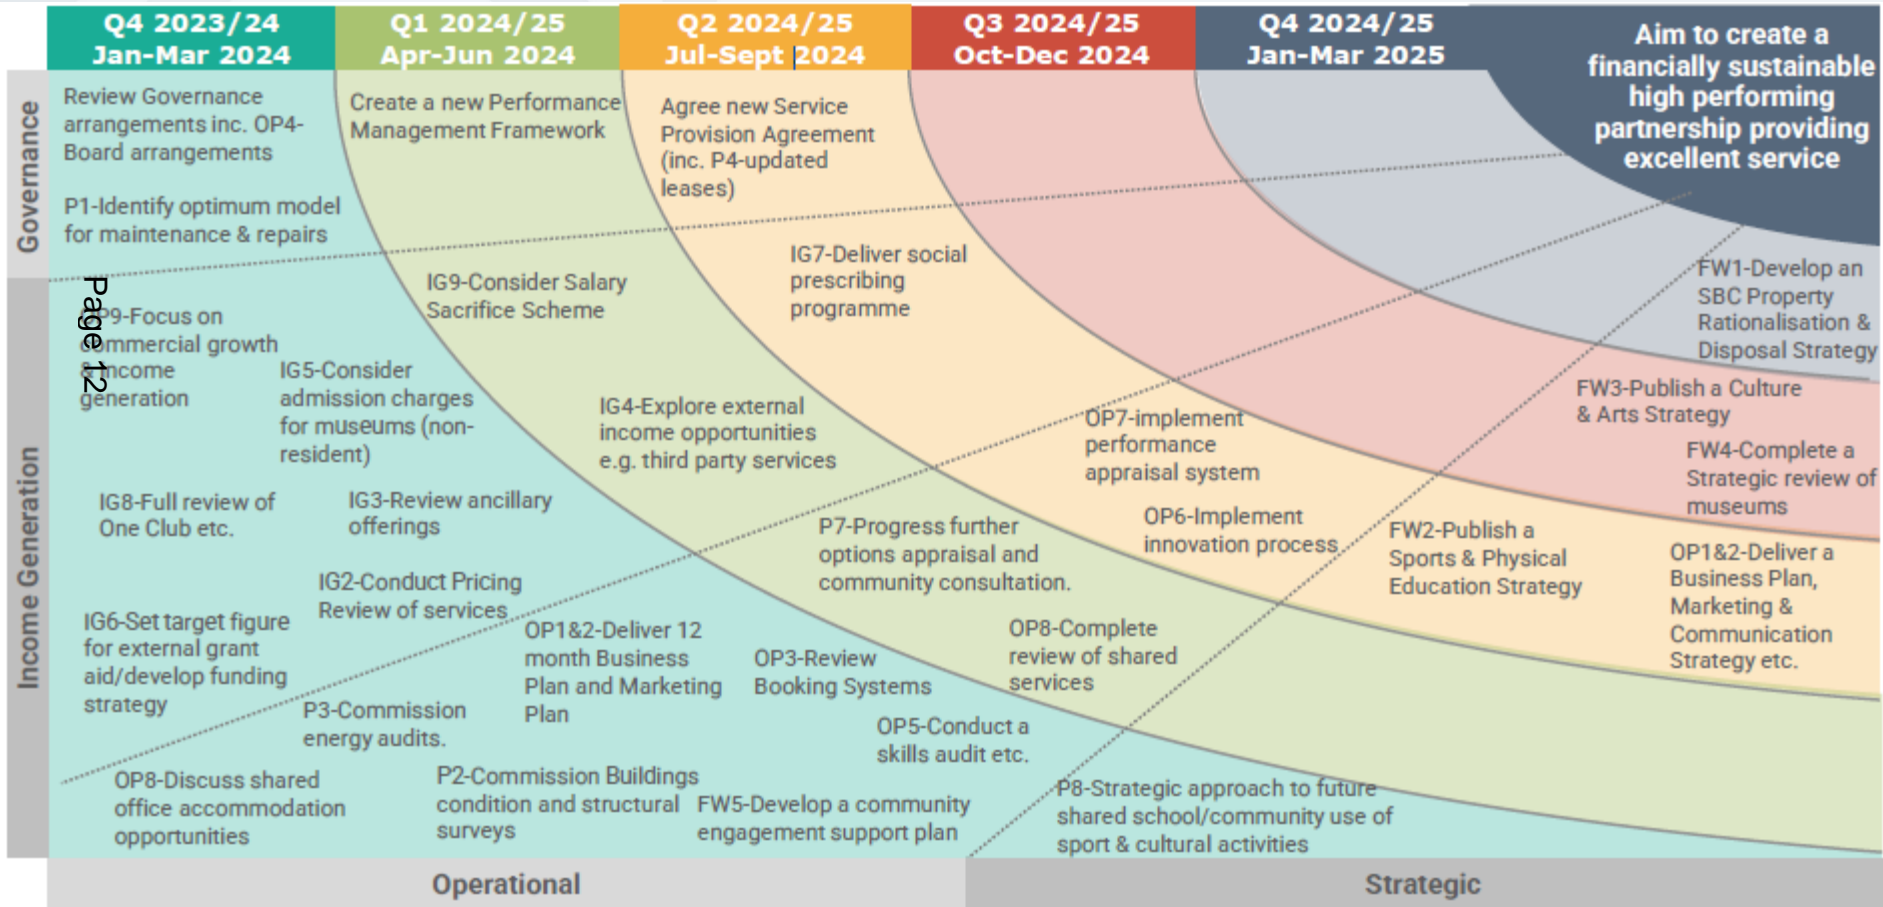 Q4 2023/24
Jan-Mar 2024
Q1 2024/25
Apr-Jun 2024
Q2 2024/25
Jul-Sept 2024
Q3 2024/25
Oct-Dec 2024
Q4 2024/25
Jan-Mar 2025
Aim to create a
financially sustainable
high performing
partnership providing
excellent service
Governance
Review Governance
arrangements inc. OP4-
Board arrangements
P1-Identify optimum model
for maintenance & repairs
Create a new Performance
Management Framework
Agree new Service
Provision Agreement
(inc. P4-updated
leases)
Income Generation
Page 12
OP9-Focus on
commercial growth
& income
generation
IG5-Consider
admission charges
for museums (non-
resident)
IG8-Full review of
One Club etc.
IG3-Review ancillary
offerings
IG2-Conduct Pricing
Review of services
IG6-Set target figure
for external grant
aid/develop funding
strategy
IG9-Consider Salary
Sacrifice Scheme
IG4-Explore external
income opportunities
e.g. third party services
IG7-Deliver social
prescribing
programme
OP8-Discuss shared
office accommodation
opportunities
P3-Commission
energy audits.
OP1&2-Deliver 12
month Business
Plan and Marketing
Plan
OP3-Review
Booking Systems
OP5-Conduct a
skills audit etc.
P2-Commission Buildings
condition and structural
surveys
FW5-Develop a community
engagement support plan
P7-Progress further
options appraisal and
community consultation.
OP8-Complete
review of shared
services
OP7-implement
performance
appraisal system
OP6-Implement
innovation process
P8-Strategic approach to future
shared school/community use of
sport & cultural activities
FW2-Publish a
Sports & Physical
Education Strategy
OP1&2-Deliver a
Business Plan,
Marketing &
Communication
Strategy etc.
FW3-Publish a Culture
& Arts Strategy
FW4-Complete a
Strategic review of
museums
FW1-Develop an
SBC Property
Rationalisation &
Disposal Strategy
Operational
Strategic